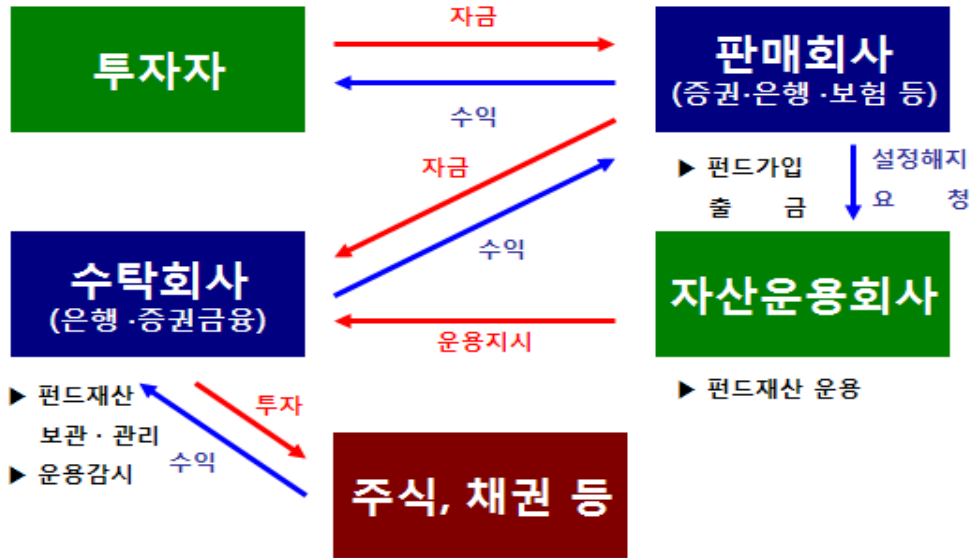 자금
투자자
판매회사
(증권·은행 ·보험 등)
수익
자금
▶ 펀드가입
출 금
설정해지
요 청
수탁회사
(은행 ·증권금융)
수익
자산운용회사
운용지시
▶ 펀드재산
보관 · 관리
▶ 운용감시
투자
수익
▶ 펀드재산 운용
주식, 채권 등